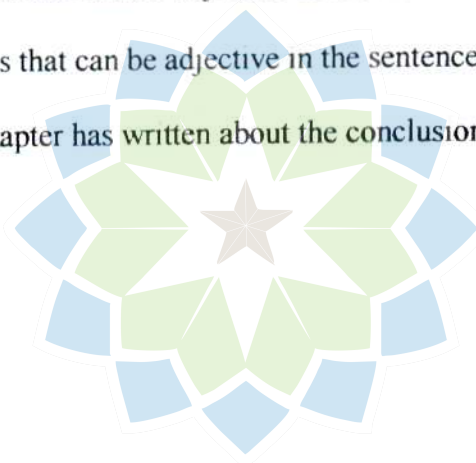 s that can be adjective in the sentence
apter has written about the conclusion